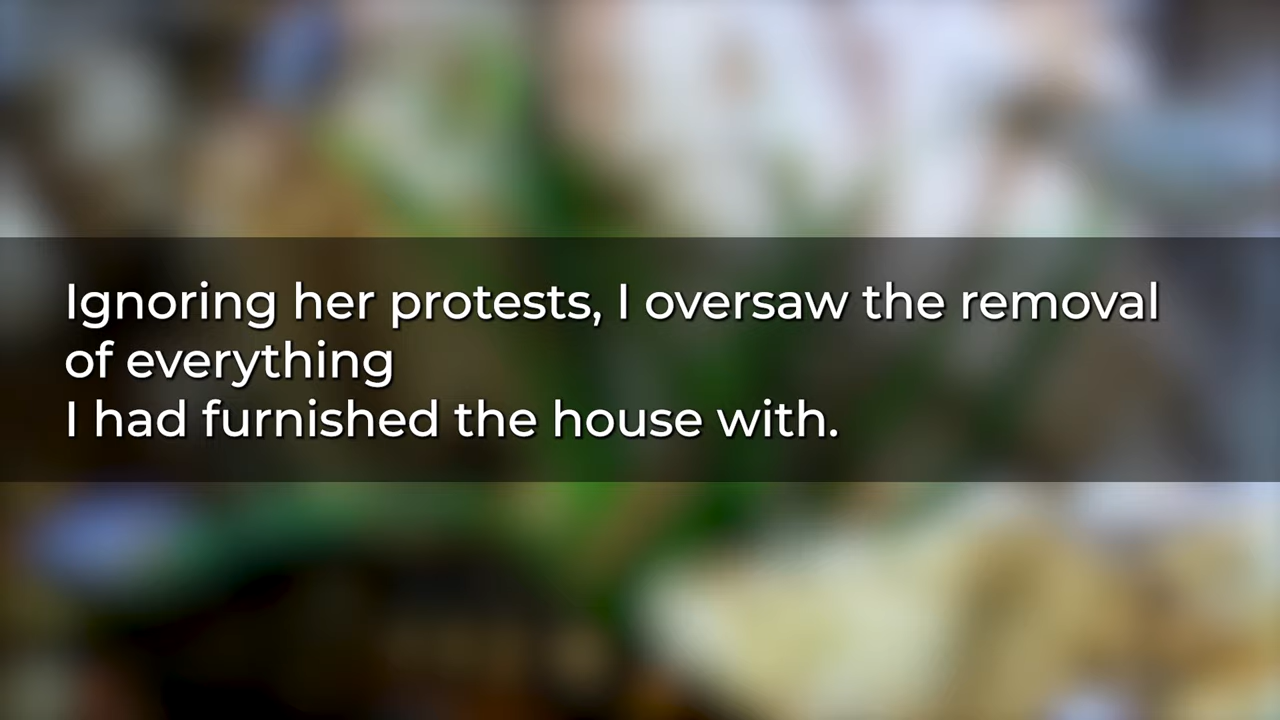 Ignoring her protests, I oversaw the removal
of everything
I had furnished the house with.